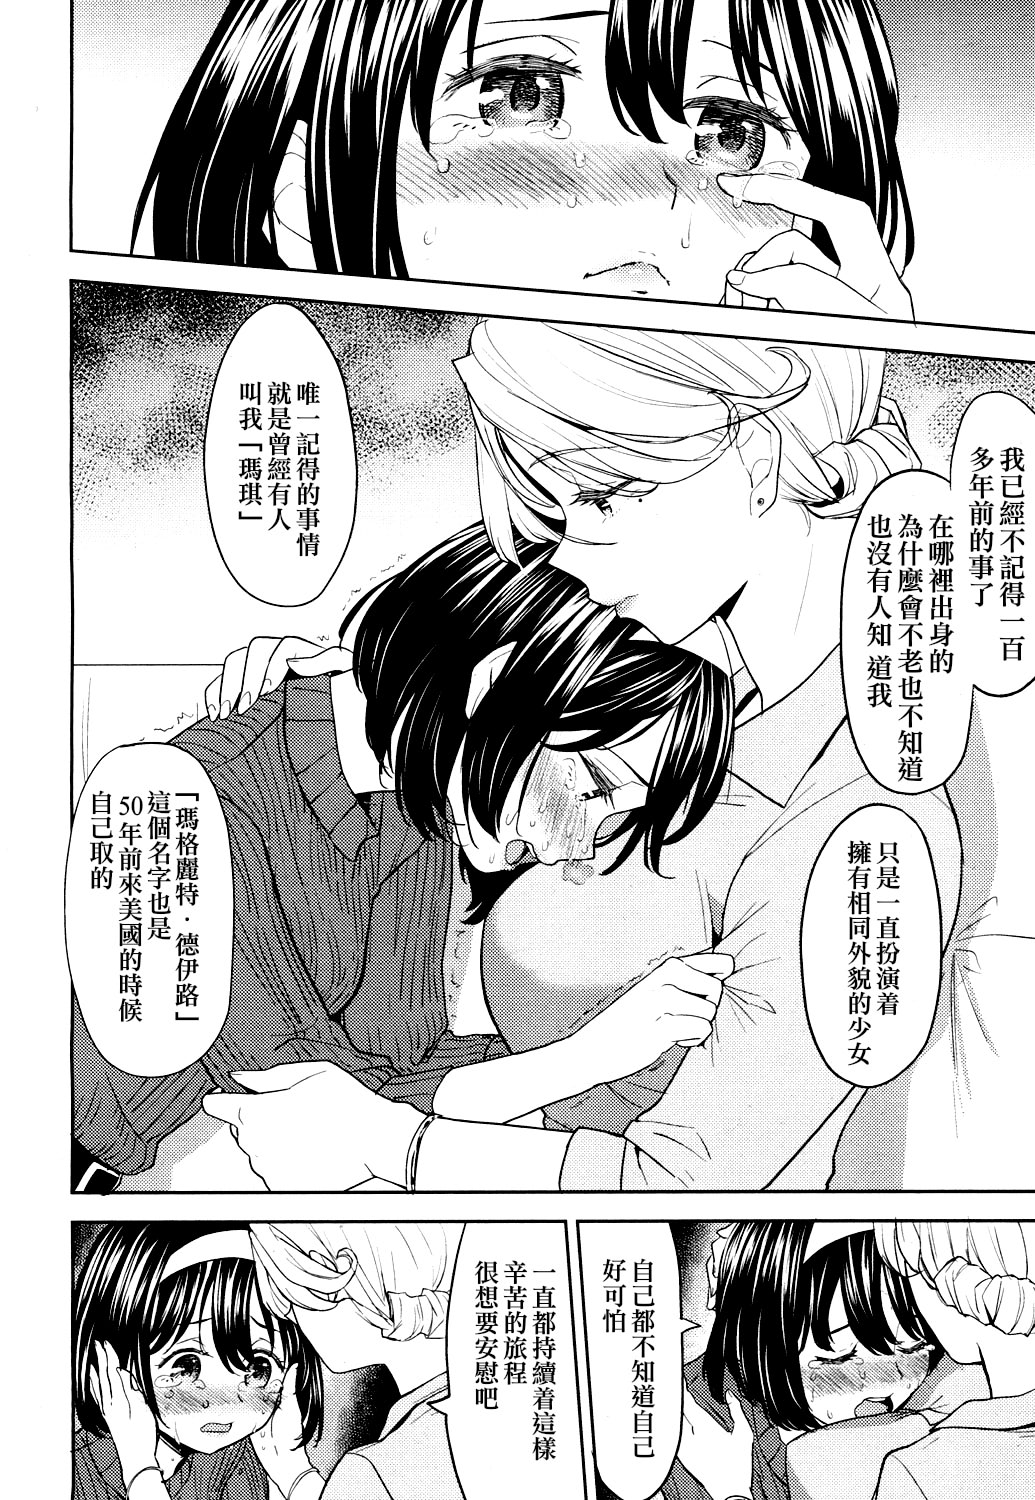 我已經不記得一百
多年前的事了
在哪裡出身的
為什麼會不老也不知道
也沒有人知 道我
唯一記得的事情
就是曾經有人
叫我「瑪琪」
只是一直扮演着
擁有相同外貌的少女
「瑪格麗特·德伊路」
這個名字也是
50年前來美國的時候
自己取的
自己都不知道自己
好可怕
一直都持續着這樣
辛苦的旅程
很想要安慰吧